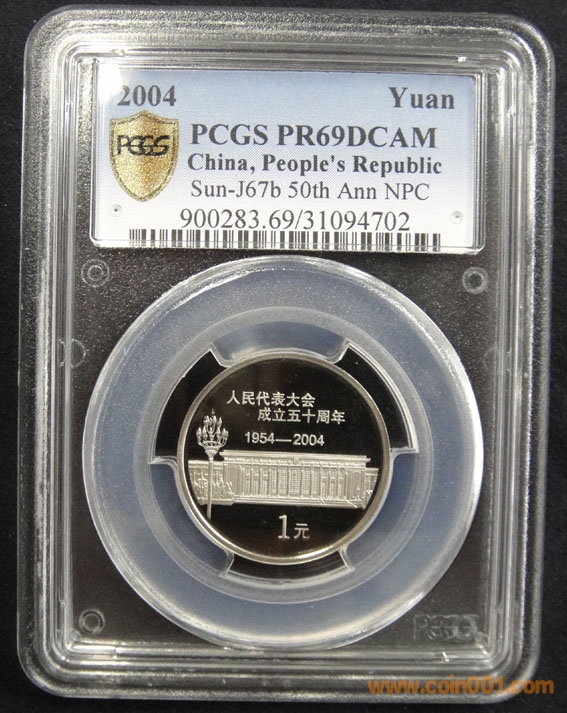 2004 Yuan
PCGS
PCGS PR69DCAM
China, People's Republic
Sun-J67b 50th Ann NPC
900283.69/31094702
人民代表大会
成立五十周年
1954—2004
1元
PCGS
www.coin001.com